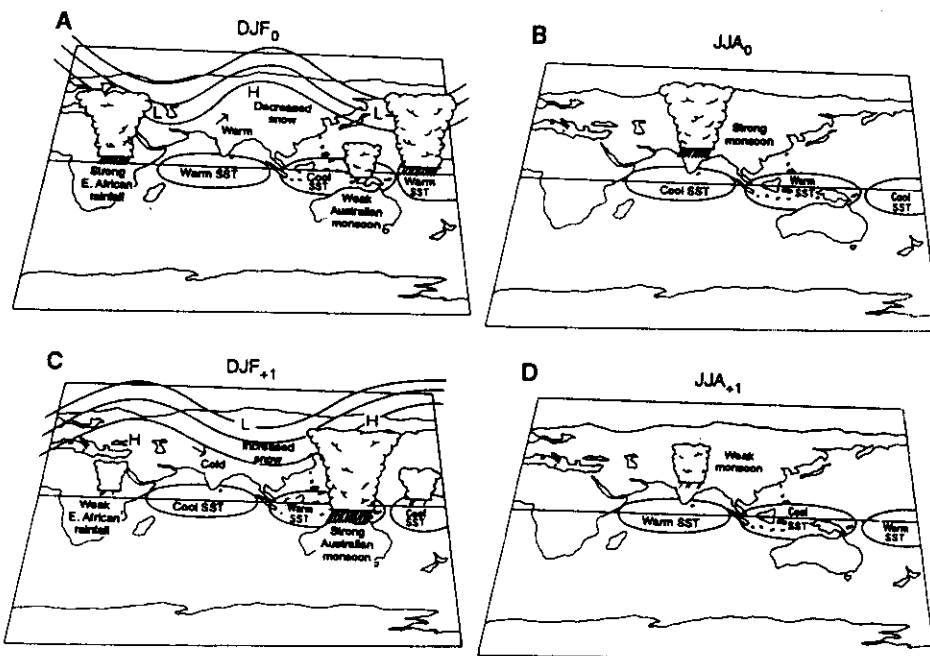 A
DJF0
L
H
Decreased
snow
L
Warm
Strong
E. African
rainfall
Warm SST
Cool
SST
Warm
SST
Weak
Australian
monsoon
B
JJA0
Strong
monsoon
Cool SST
Warm
SST
Cool
SST
C
DJF+1
L
H
H
Increased
snow
Cold
Weak
E. African
rainfall
Cool SST
Warm
SST
Cool
SST
Strong
Australian
monsoon
D
JJA+1
Weak
monsoon
Warm SST
Cool
SST
Warm
SST